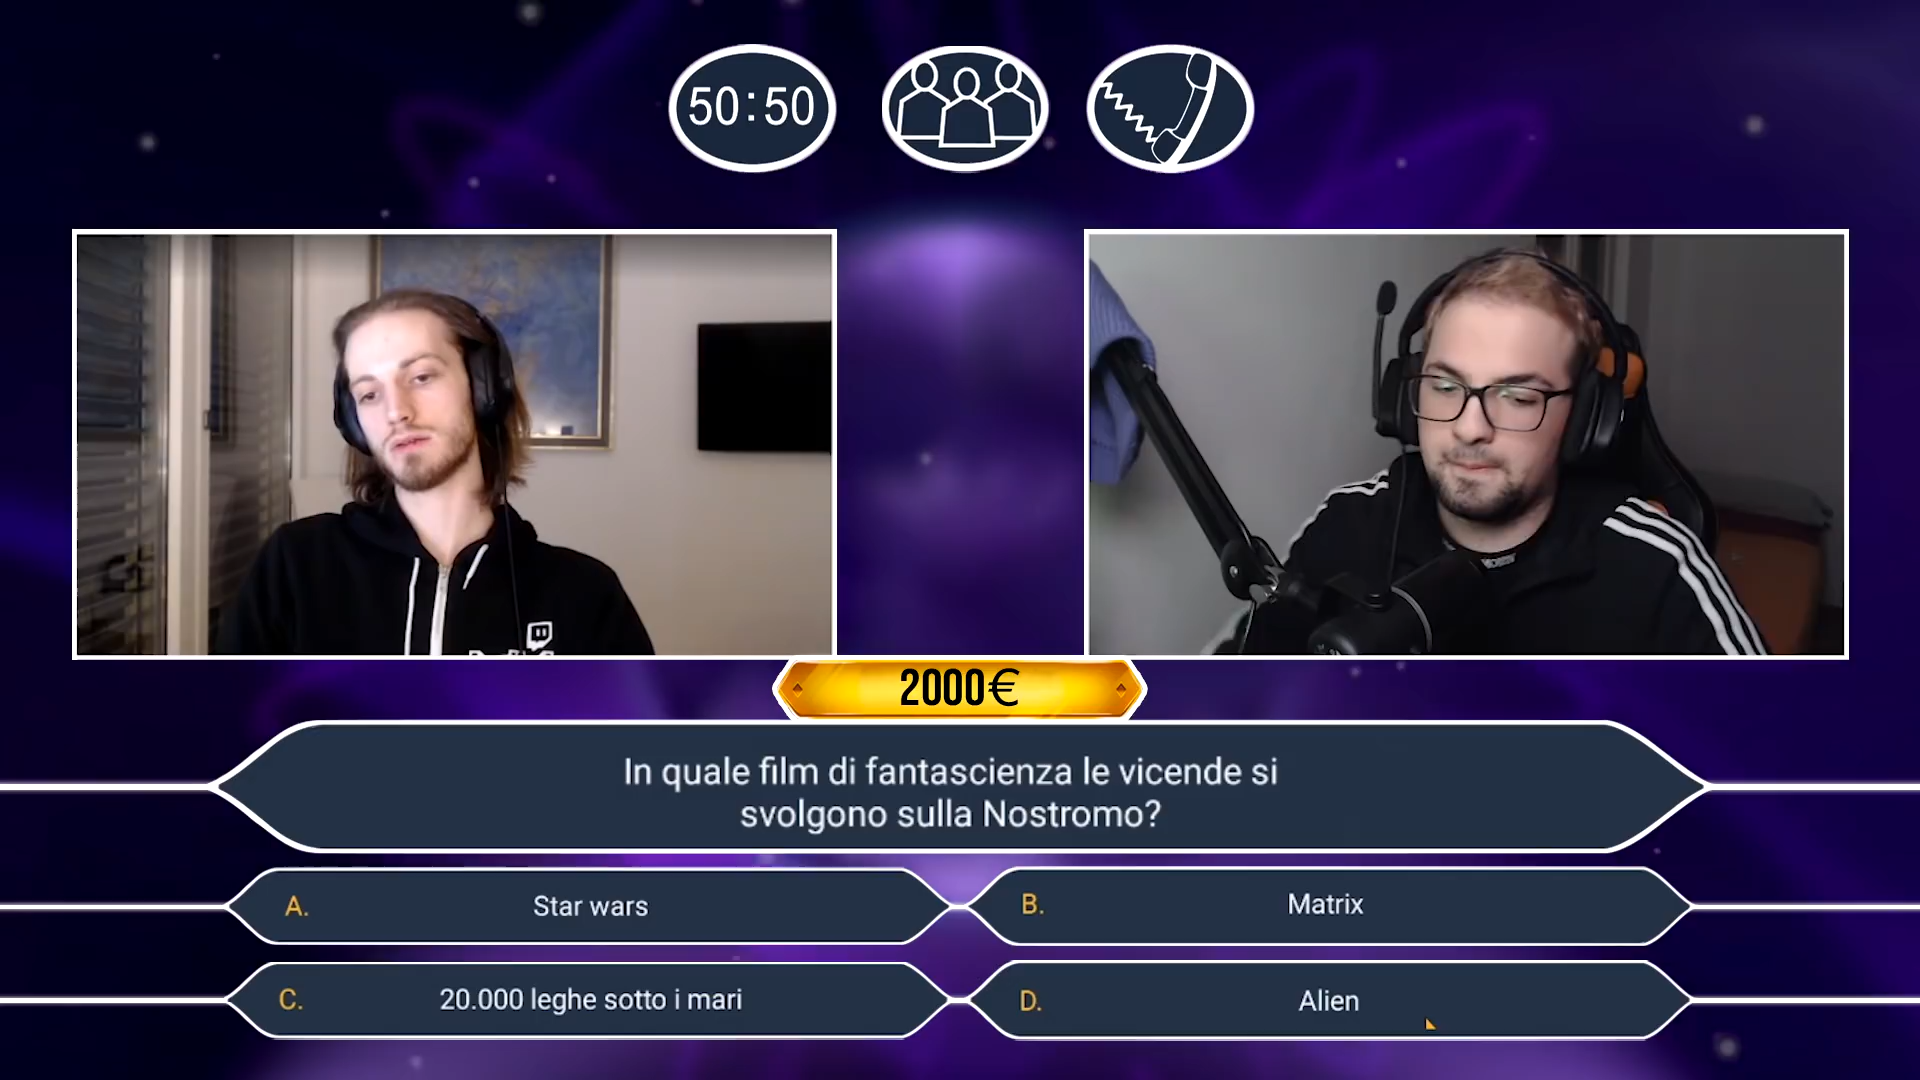 50:50
2000€
In quale film di fantascienza le vicende si
svolgono sulla Nostromo?
A. Star wars
B. Matrix
C. 20.000 leghe sotto i mari
D. Alien